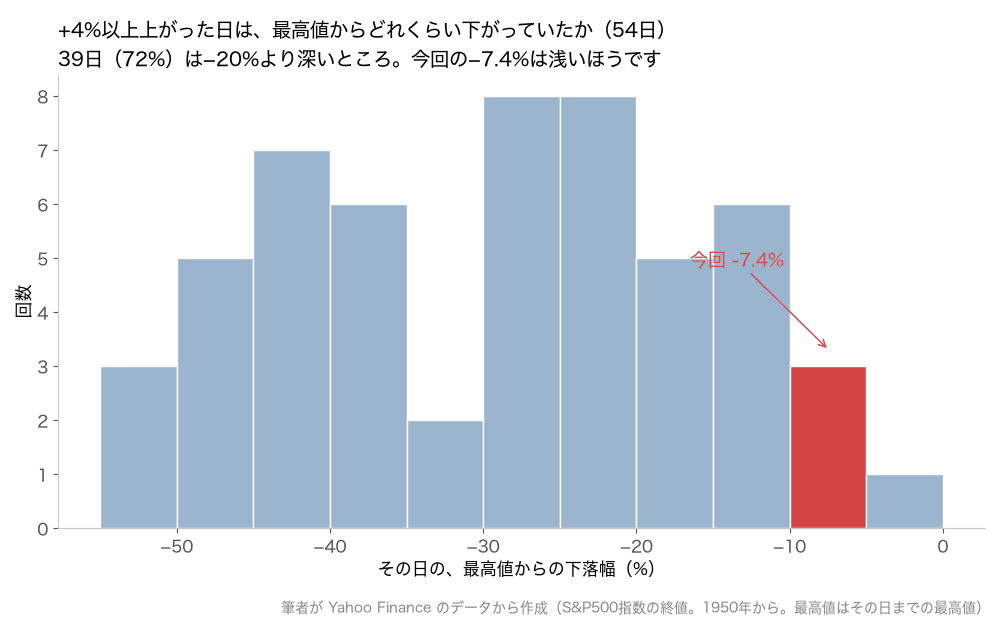 +4%以上上がった日は、最高値からどれくらい下がっていたか（54日）
39日（72%）は−20%より深いところ。今回の−7.4%は浅いほうです
8
7
6
5
4
3
2
1
0
回数
今回 -7.4%
−50
−40
−30
−20
−10
0
その日の、最高値からの下落幅（%）
筆者が Yahoo Finance のデータから作成（S&P500指数の終値。1950年から。最高値はその日までの最高値）